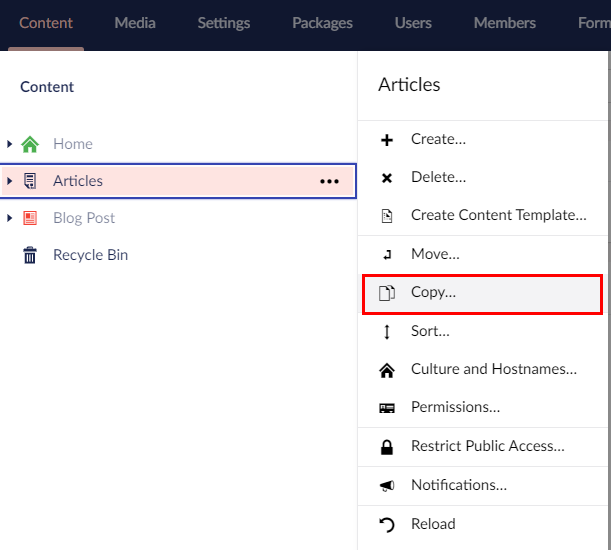 Content Media Settings Packages Users Members Form
Content
Home
Articles
Blog Post
Recycle Bin
Articles
Create...
Delete...
Create Content Template...
Move...
Copy...
Sort...
Culture and Hostnames...
Permissions...
Restrict Public Access...
Notifications...
Reload